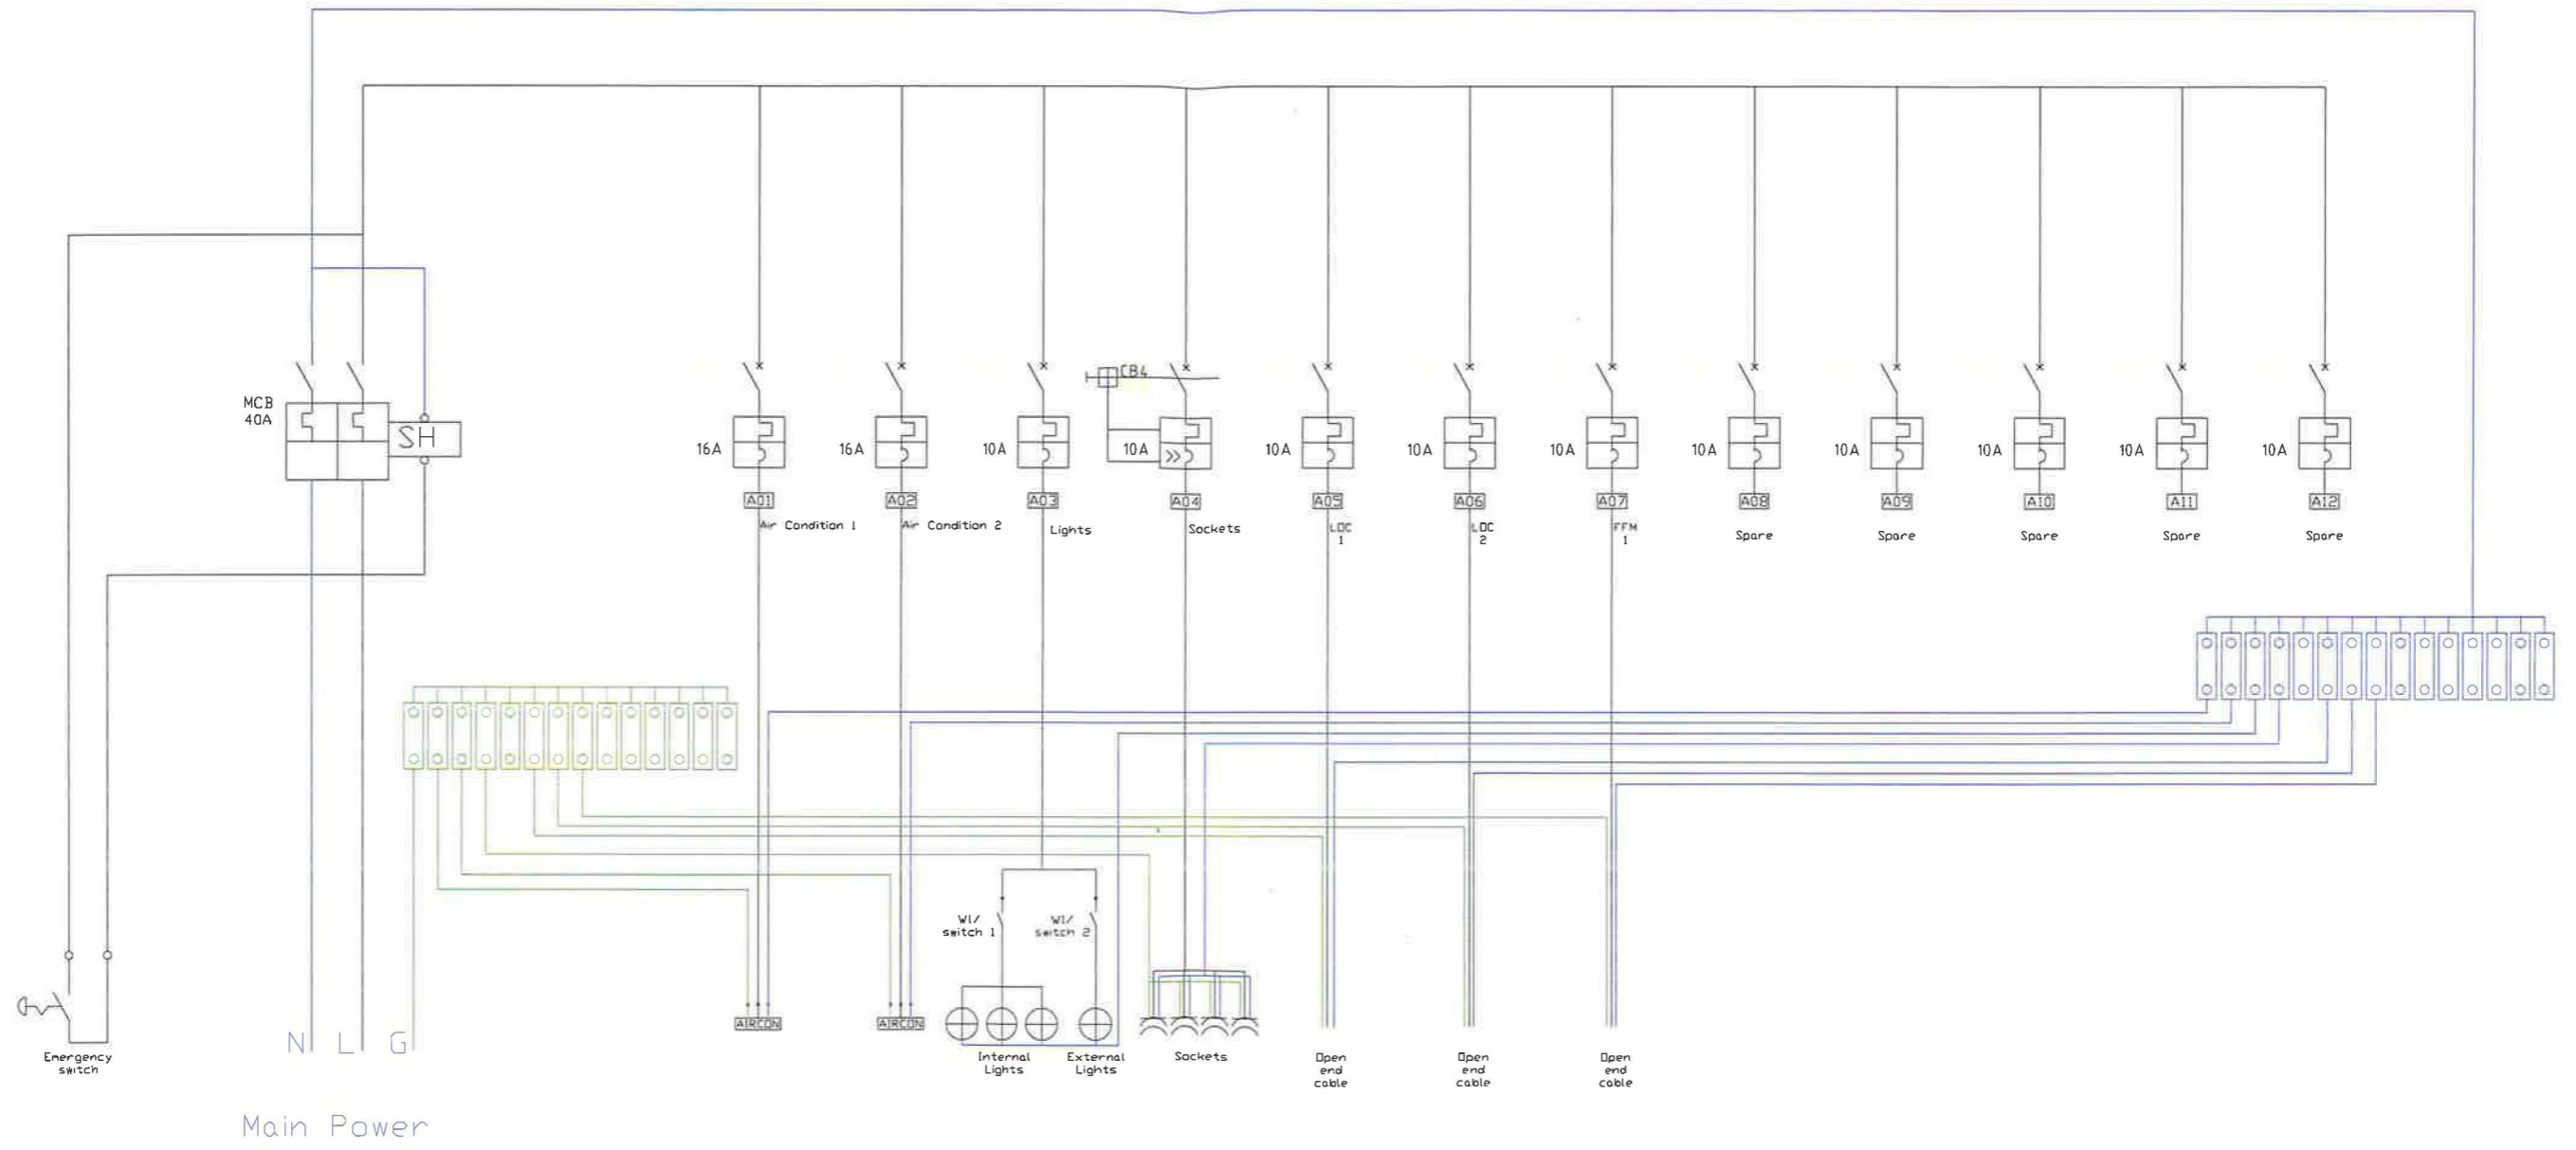 CB4
MCB
40A
SH
16A
16A
10A
10A
10A
10A
10A
10A
10A
10A
10A
10A
A01
A02
A03
A04
A05
A06
A07
A08
A09
A10
A11
A12
Air Condition 1
Air Condition 2
Lights
Sockets
LOC
1
LOC
2
FFM
1
Spare
Spare
Spare
Spare
Spare
W1/
switch 1
W1/
switch 2
AIRCON
AIRCON
N L G
Emergency
switch
Internal
Lights
External
Lights
Sockets
Open
end
cable
Open
end
cable
Open
end
cable
Main Power